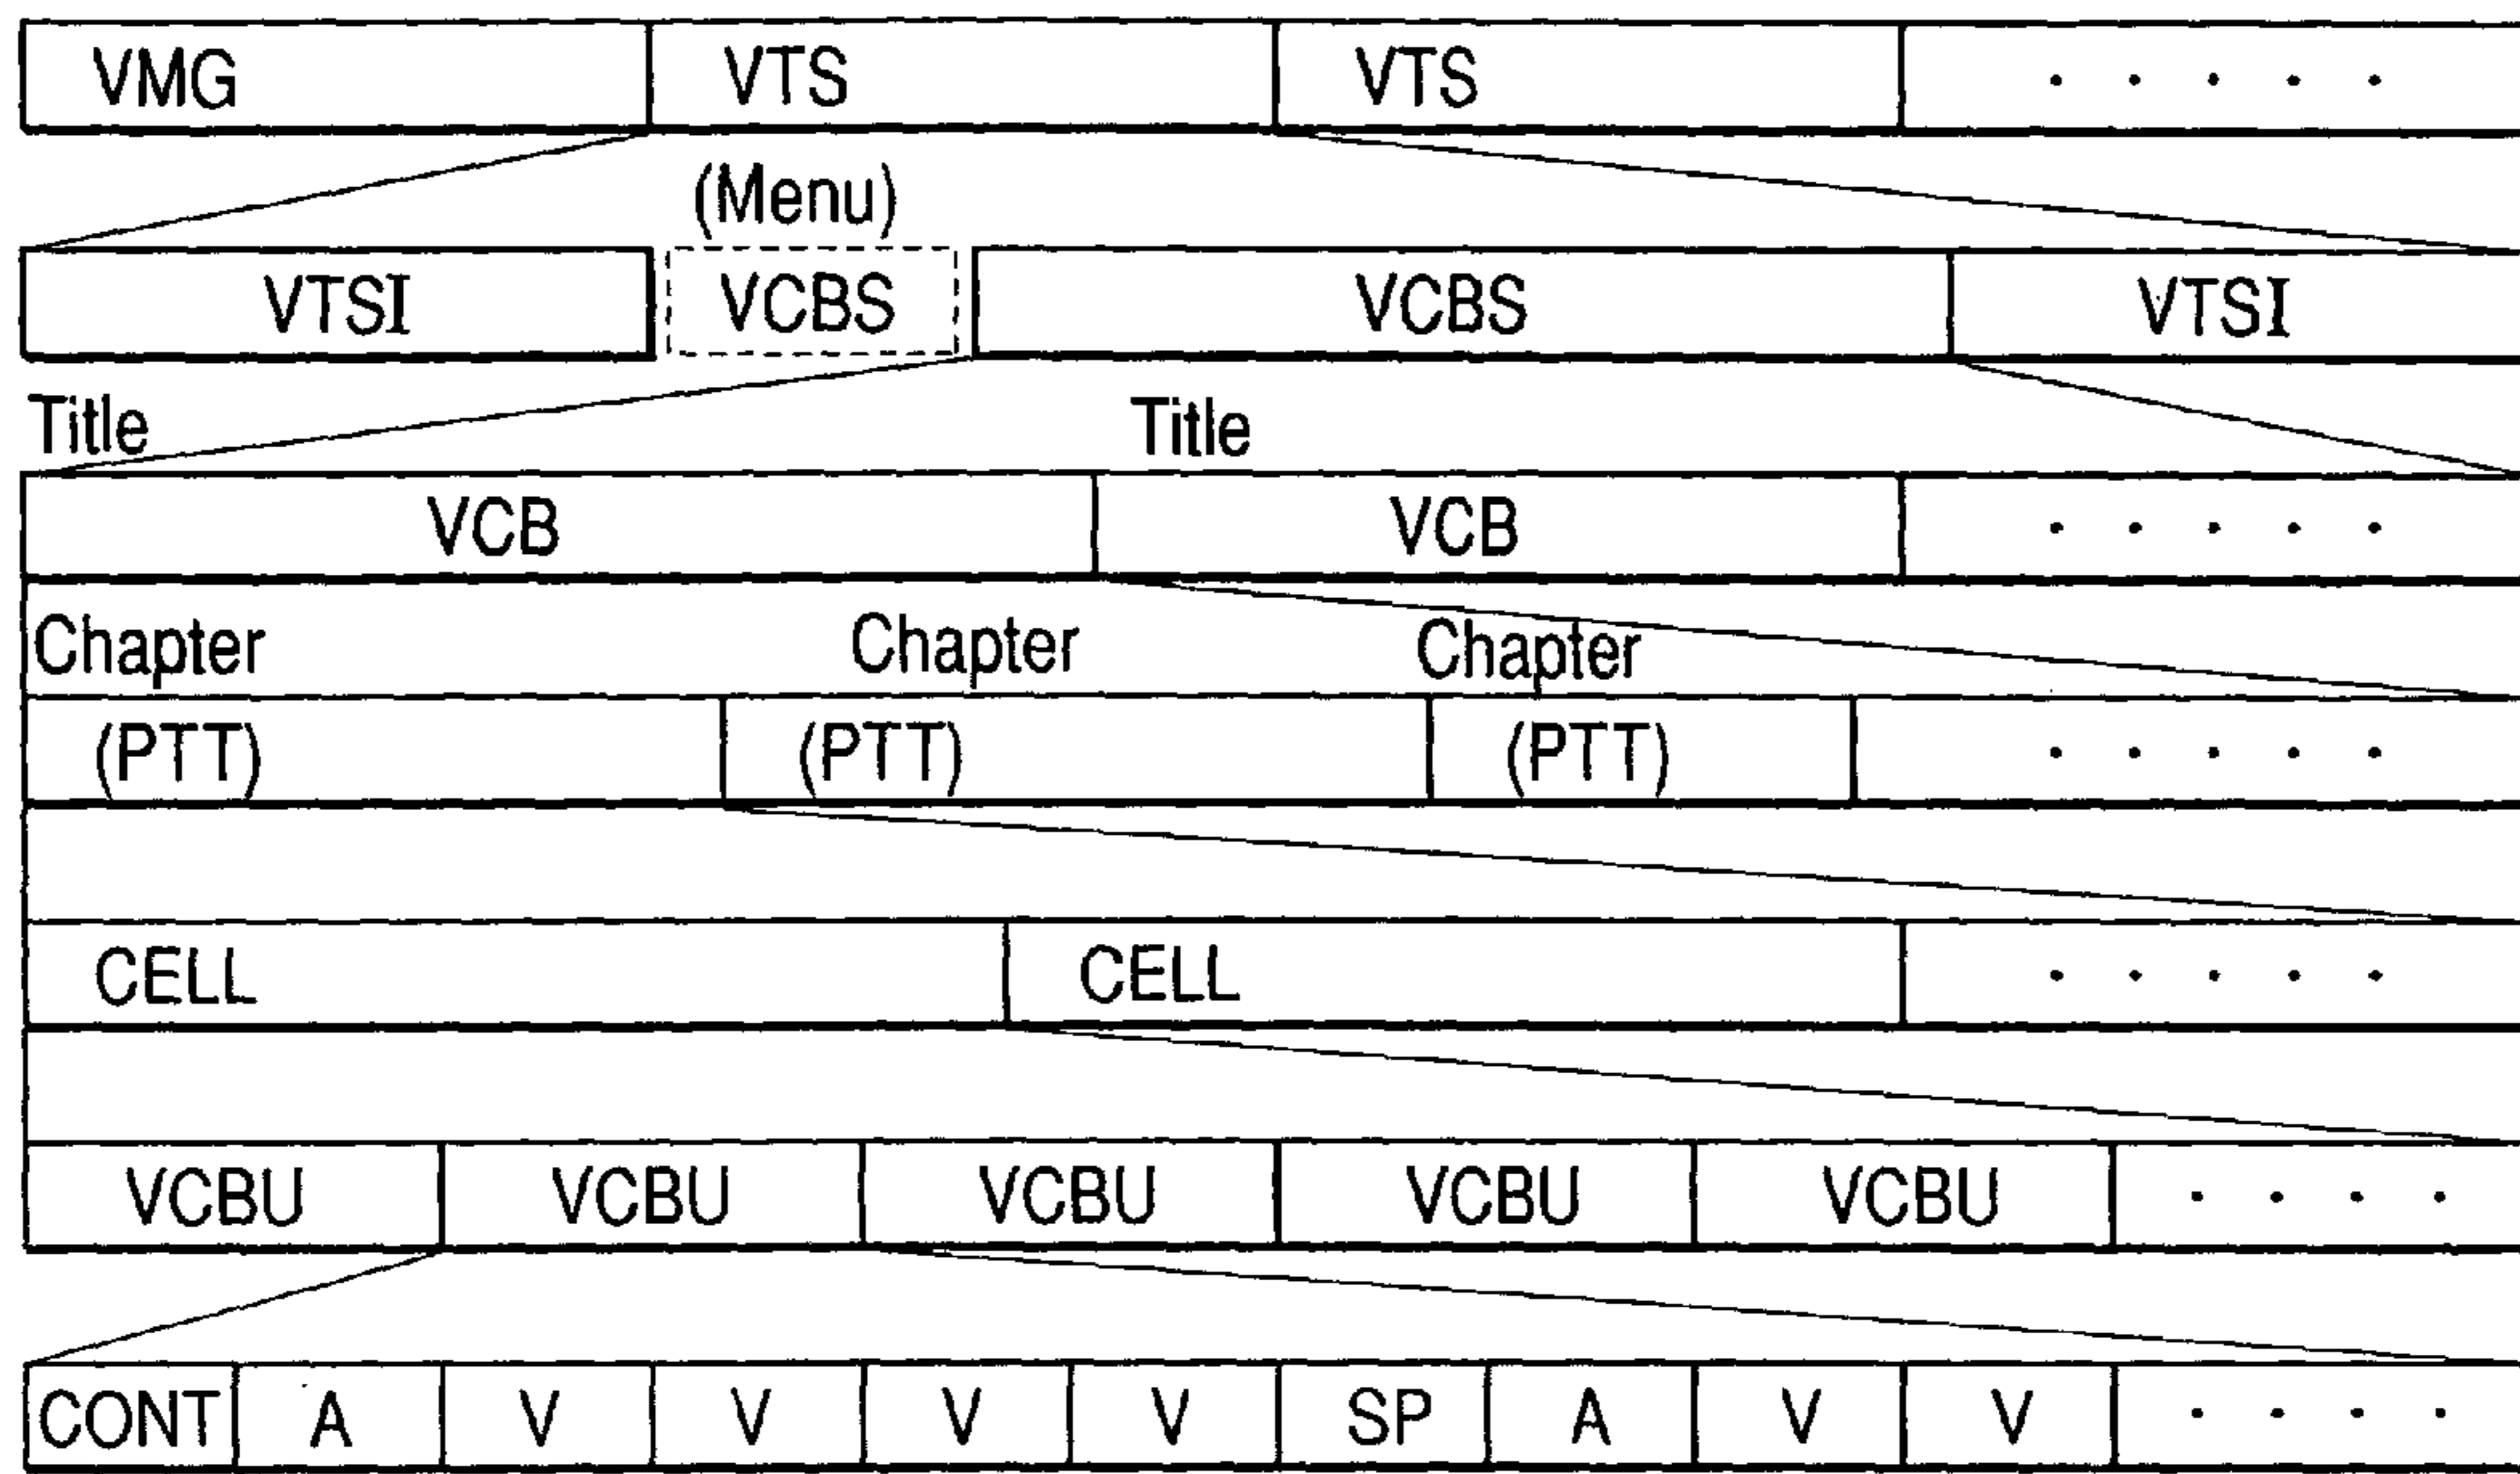 VMG VTS VTS . . . . .
(Menu)
VTSI VCBS VCBS VTSI
Title Title
VCB VCB . . . . .
Chapter Chapter Chapter
(PTT) (PTT) (PTT) . . . . .
CELL CELL . . . . .
VCBU VCBU VCBU VCBU VCBU . . . .
CONT A V V V V SP A V V . . . .